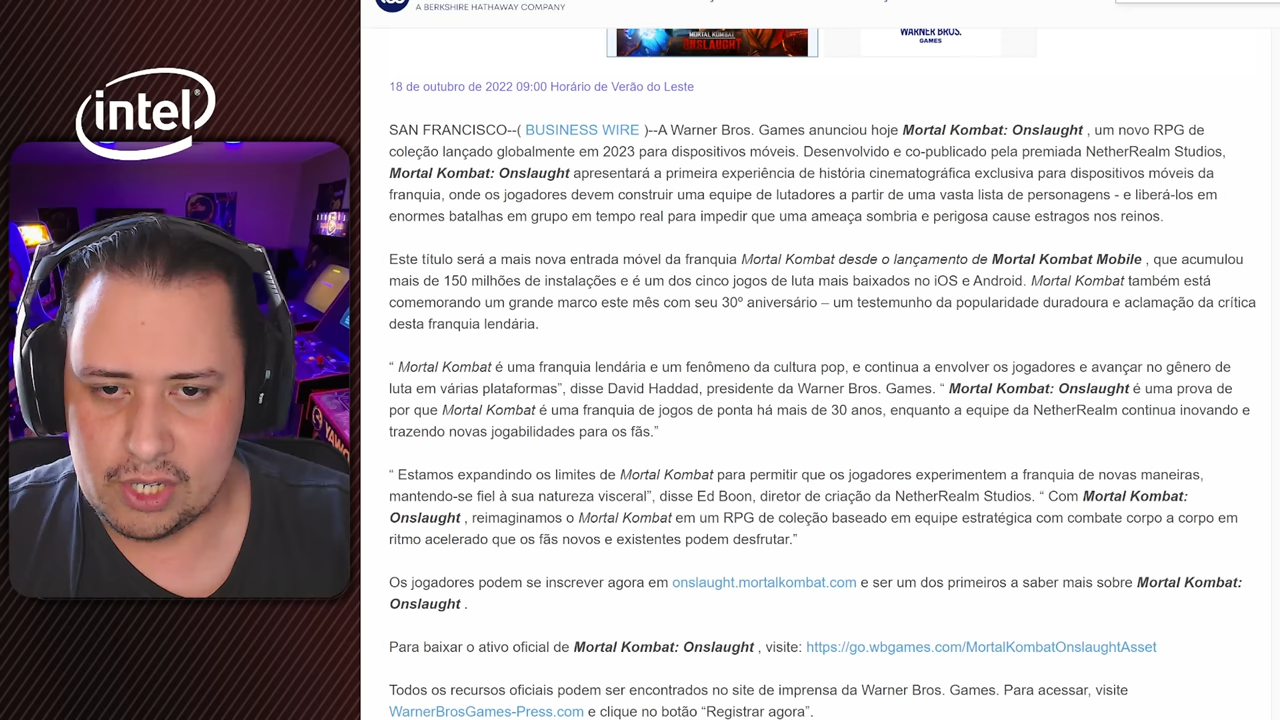 A BERKSHIRE HATHAWAY COMPANY
MORTAL KOMBAT
ONSLAUGHT
WARNER BROS.
GAMES
intel®
18 de outubro de 2022 09:00 Horário de Verão do Leste
SAN FRANCISCO--( BUSINESS WIRE )--A Warner Bros. Games anunciou hoje Mortal Kombat: Onslaught , um novo RPG de
coleção lançado globalmente em 2023 para dispositivos móveis. Desenvolvido e co-publicado pela premiada NetherRealm Studios,
Mortal Kombat: Onslaught apresentará a primeira experiência de história cinematográfica exclusiva para dispositivos móveis da
franquia, onde os jogadores devem construir uma equipe de lutadores a partir de uma vasta lista de personagens - e liberá-los em
enormes batalhas em grupo em tempo real para impedir que uma ameaça sombria e perigosa cause estragos nos reinos.
Este título será a mais nova entrada móvel da franquia Mortal Kombat desde o lançamento de Mortal Kombat Mobile , que acumulou
mais de 150 milhões de instalações e é um dos cinco jogos de luta mais baixados no iOS e Android. Mortal Kombat também está
comemorando um grande marco este mês com seu 30º aniversário – um testemunho da popularidade duradoura e aclamação da crítica
desta franquia lendária.
“ Mortal Kombat é uma franquia lendária e um fenômeno da cultura pop, e continua a envolver os jogadores e avançar no gênero de
luta em várias plataformas”, disse David Haddad, presidente da Warner Bros. Games. “ Mortal Kombat: Onslaught é uma prova de
por que Mortal Kombat é uma franquia de jogos de ponta há mais de 30 anos, enquanto a equipe da NetherRealm continua inovando e
trazendo novas jogabilidades para os fãs.”
“ Estamos expandindo os limites de Mortal Kombat para permitir que os jogadores experimentem a franquia de novas maneiras,
mantendo-se fiel à sua natureza visceral”, disse Ed Boon, diretor de criação da NetherRealm Studios. “ Com Mortal Kombat:
Onslaught , reimaginamos o Mortal Kombat em um RPG de coleção baseado em equipe estratégica com combate corpo a corpo em
ritmo acelerado que os fãs novos e existentes podem desfrutar.”
Os jogadores podem se inscrever agora em onslaught.mortalkombat.com e ser um dos primeiros a saber mais sobre Mortal Kombat:
Onslaught .
Para baixar o ativo oficial de Mortal Kombat: Onslaught , visite: https://go.wbgames.com/MortalKombatOnslaughtAsset
Todos os recursos oficiais podem ser encontrados no site de imprensa da Warner Bros. Games. Para acessar, visite
WarnerBrosGames-Press.com e clique no botão “Registrar agora”.